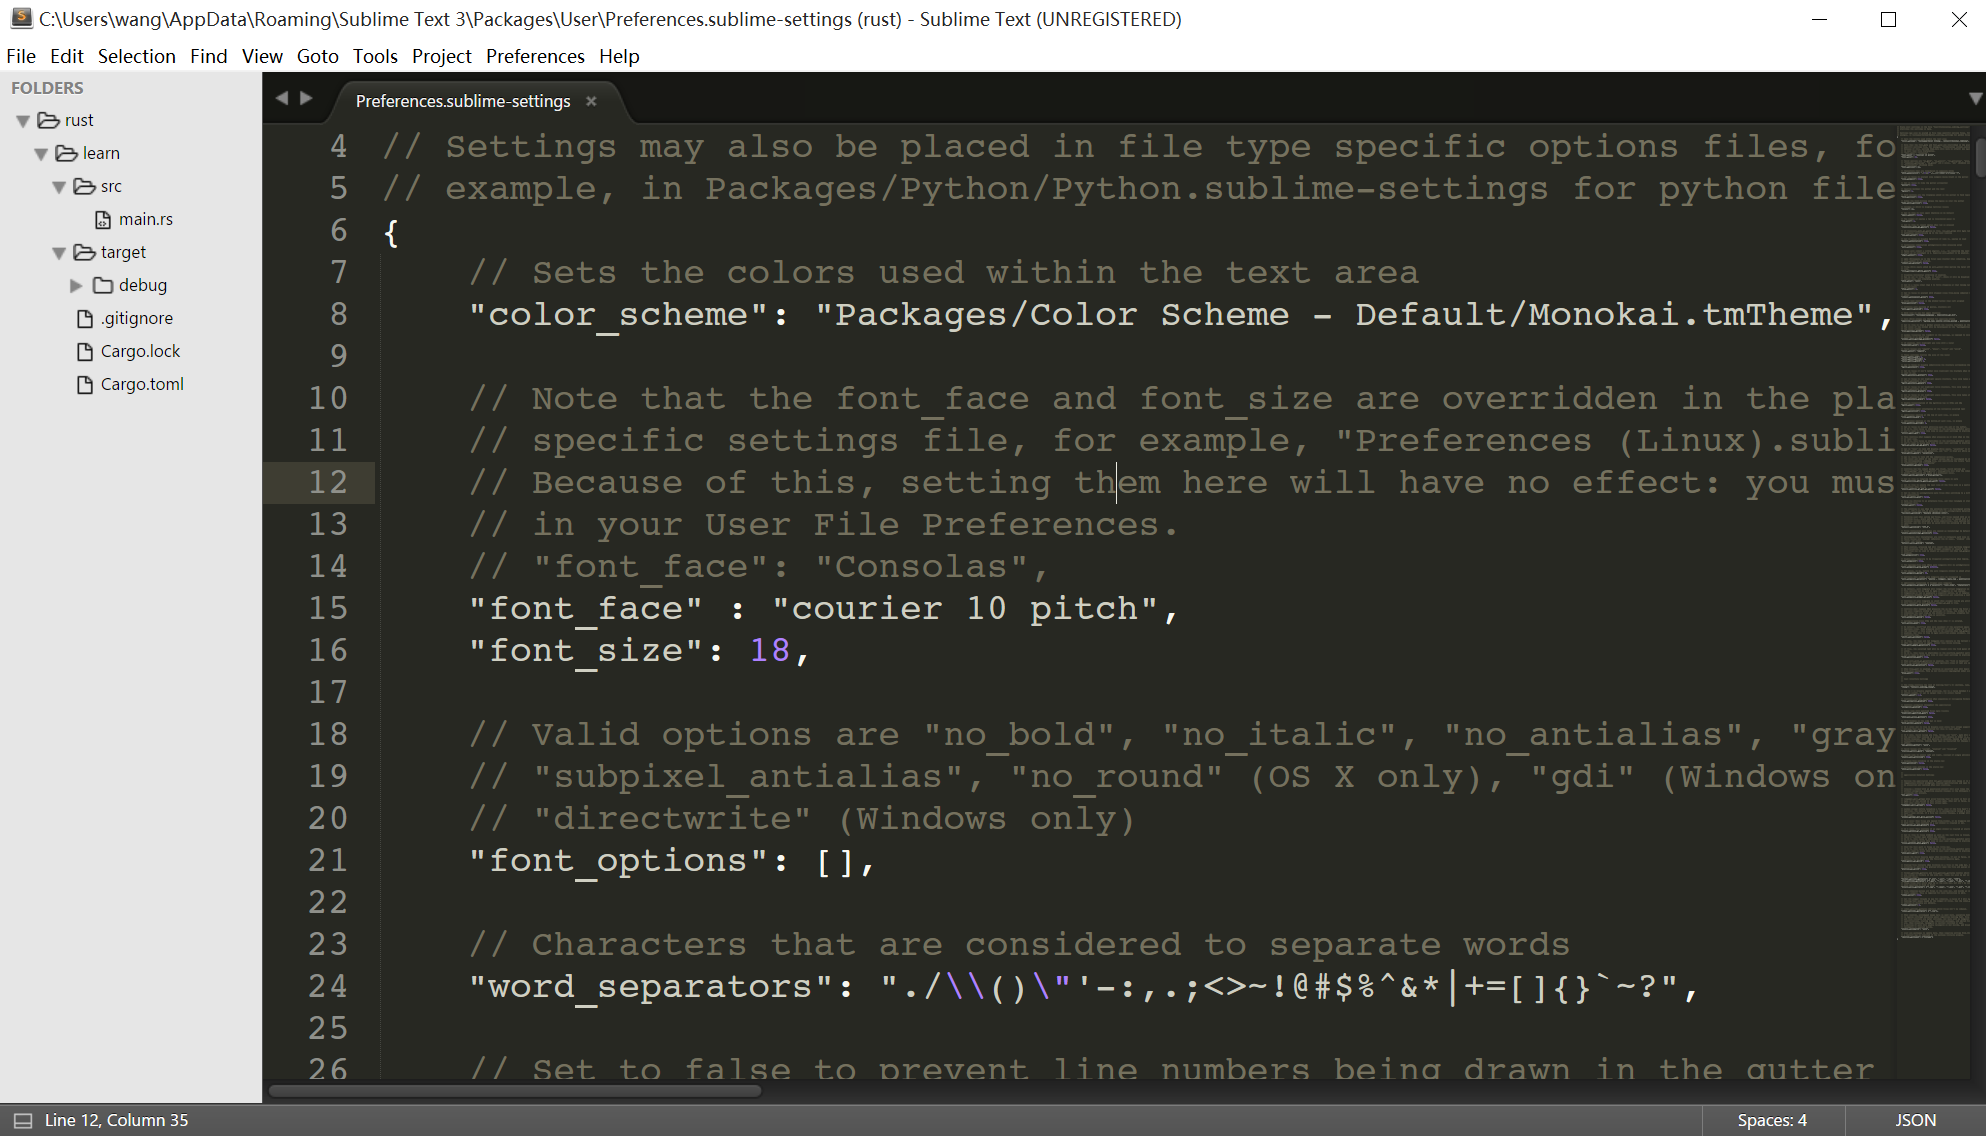 C:\Users\wang\AppData\Roaming\Sublime Text 3\Packages\User\Preferences.sublime-settings (rust) - Sublime Text (UNREGISTERED)
File Edit Selection Find View Goto Tools Project Preferences Help
FOLDERS
rust
learn
src
main.rs
target
debug
.gitignore
Cargo.lock
Cargo.toml
Preferences.sublime-settings ×
4 // Settings may also be placed in file type specific options files, fo
5 // example, in Packages/Python/Python.sublime-settings for python file
6 {
7 // Sets the colors used within the text area
8 "color_scheme": "Packages/Color Scheme - Default/Monokai.tmTheme",
9
10 // Note that the font_face and font_size are overridden in the pla
11 // specific settings file, for example, "Preferences (Linux).subli
12 // Because of this, setting them here will have no effect: you mus
13 // in your User File Preferences.
14 // "font_face": "Consolas",
15 "font_face" : "courier 10 pitch",
16 "font_size": 18,
17
18 // Valid options are "no_bold", "no_italic", "no_antialias", "gray
19 // "subpixel_antialias", "no_round" (OS X only), "gdi" (Windows on
20 // "directwrite" (Windows only)
21 "font_options": [],
22
23 // Characters that are considered to separate words
24 "word_separators": "./\\()\"'-:,.;<>~!@#$%^&*|+=[]{}`~?",
25
26 // Set to false to prevent line numbers being drawn in the gutter
Line 12, Column 35
Spaces: 4
JSON